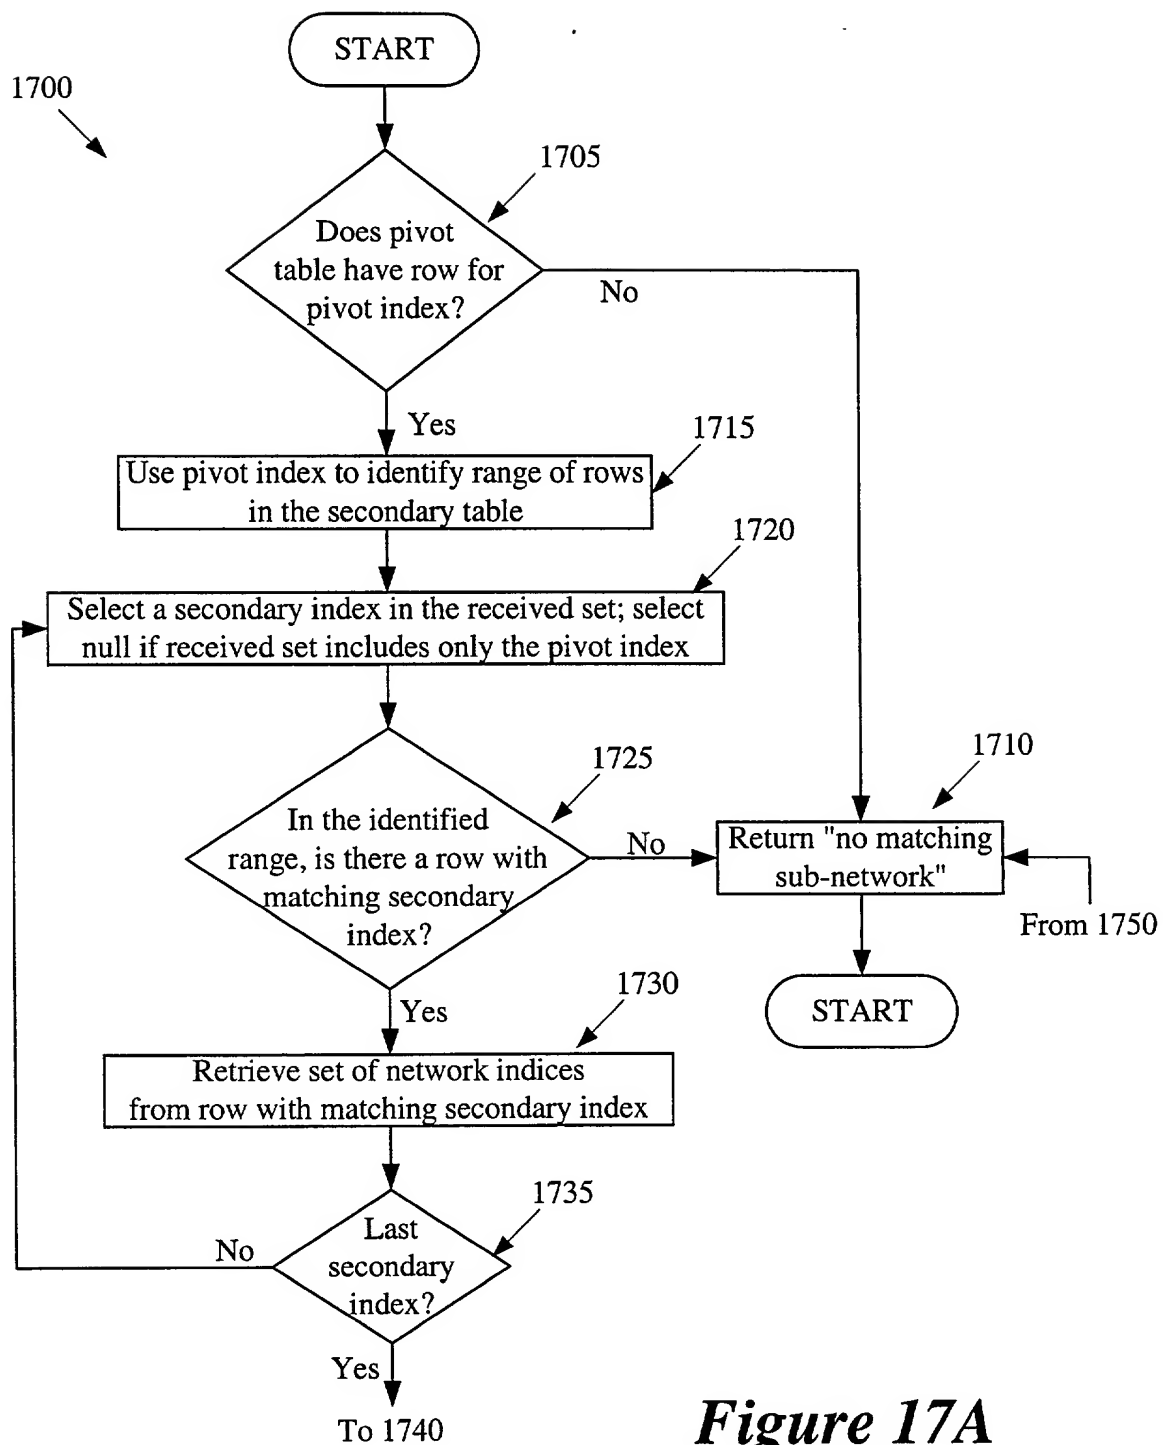 START
1700
1705
Does pivot
table have row for
pivot index?
No
Yes
1715
Use pivot index to identify range of rows
in the secondary table
1720
Select a secondary index in the received set; select
null if received set includes only the pivot index
1725
In the identified
range, is there a row with
matching secondary
index?
No
1710
Return "no matching
sub-network"
From 1750
START
Yes
1730
Retrieve set of network indices
from row with matching secondary index
1735
Last
secondary
index?
No
Yes
To 1740
Figure 17A